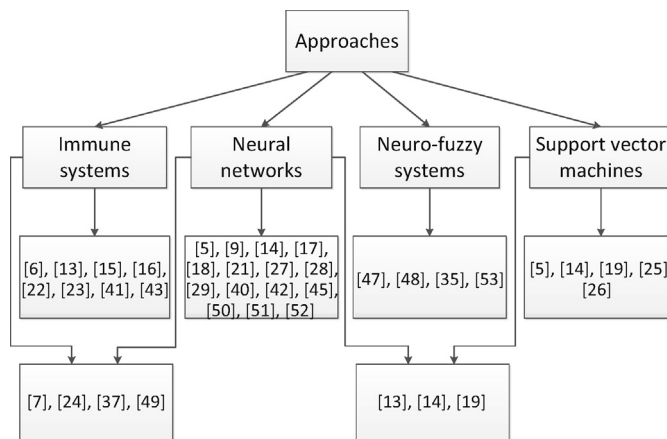 Approaches
Immune
systems
Neural
networks
Neuro-fuzzy
systems
Support vector
machines
[6], [13], [15], [16],
[22], [23], [41], [43]
[5], [9], [14], [17],
[18], [21], [27], [28],
[29], [40], [42], [45],
[50], [51], [52]
[47], [48], [35], [53]
[5], [14], [19], [25]
[26]
[7], [24], [37], [49]
[13], [14], [19]